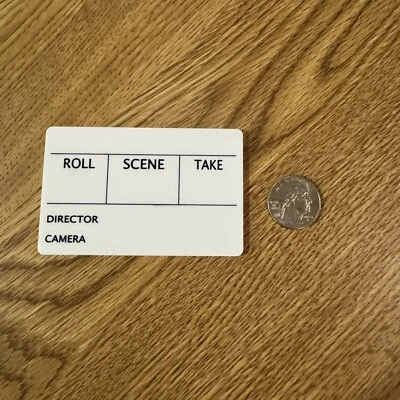 ROLL SCENE TAKE
DIRECTOR
CAMERA